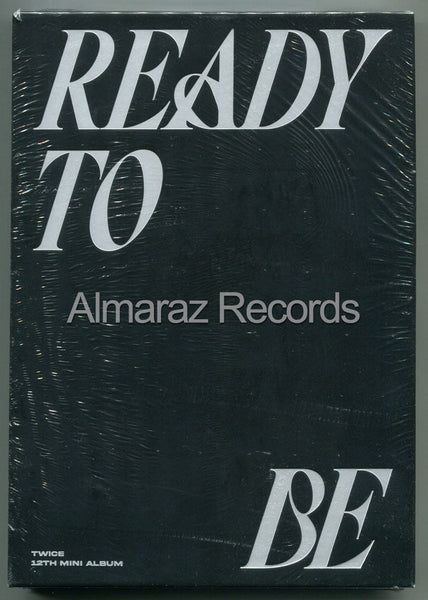 READY
TO
Almaraz Records
BE
TWICE
12TH MINI ALBUM